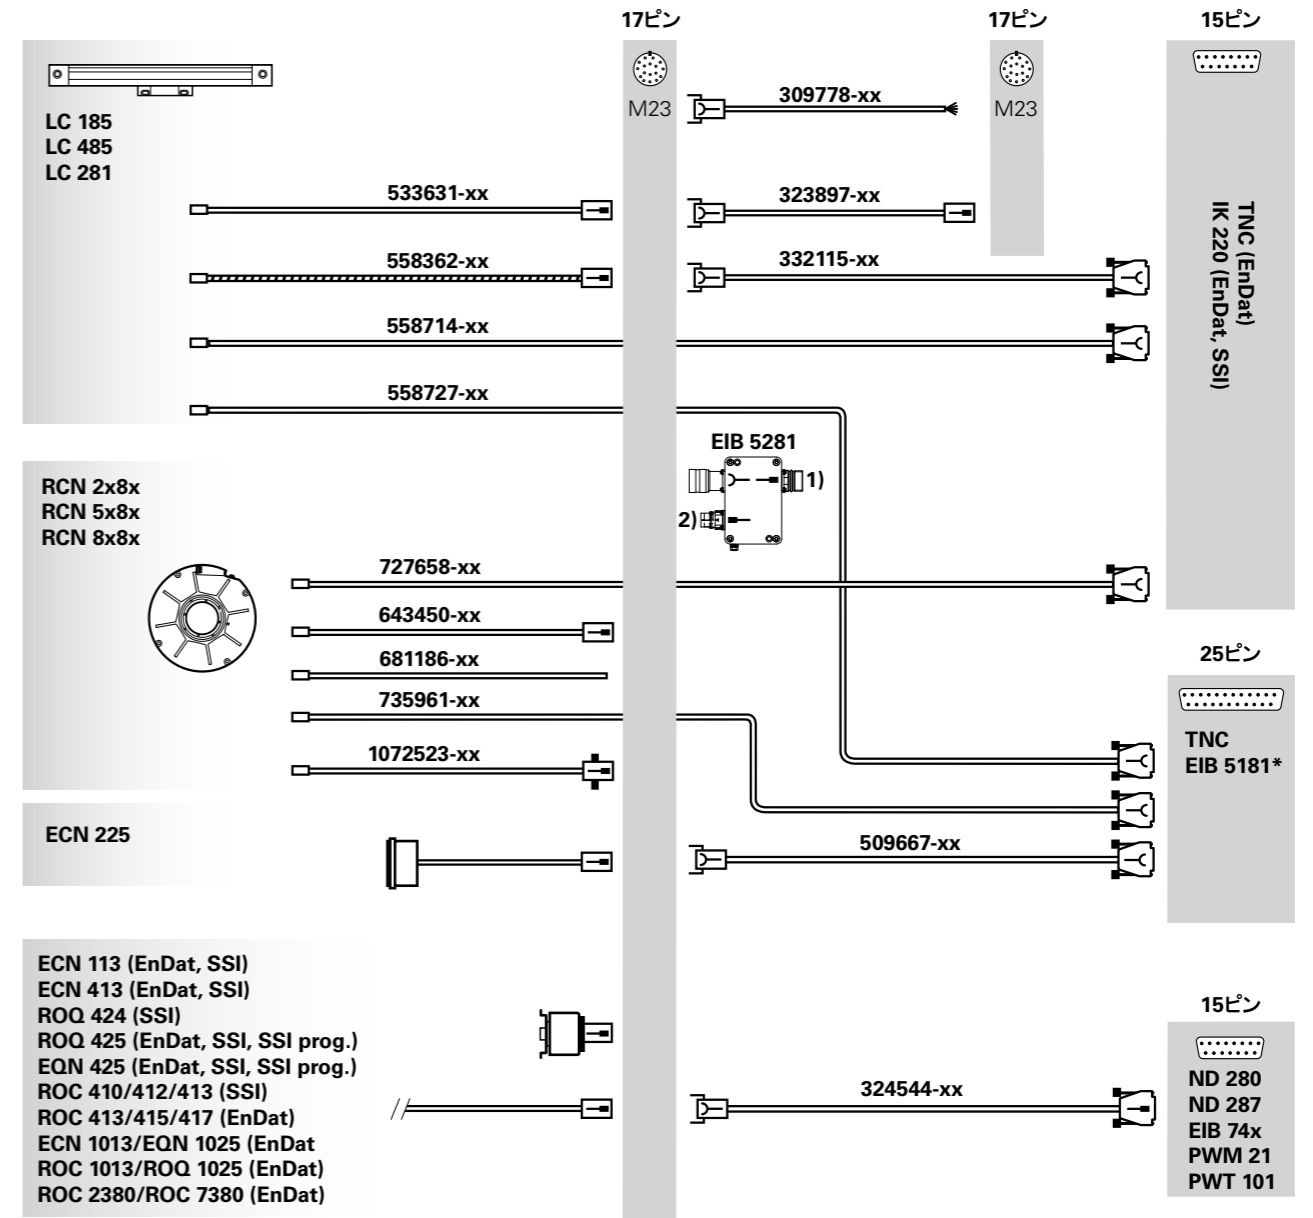 17ピン
17ピン
15ピン
M23
M23
LC 185
LC 485
LC 281
309778-xx
533631-xx
323897-xx
558362-xx
332115-xx
558714-xx
558727-xx
TNC (EnDat)
IK 220 (EnDat, SSI)
EIB 5281
1)
2)
RCN 2x8x
RCN 5x8x
RCN 8x8x
727658-xx
643450-xx
681186-xx
735961-xx
1072523-xx
25ピン
TNC
EIB 5181*
ECN 225
509667-xx
ECN 113 (EnDat, SSI)
ECN 413 (EnDat, SSI)
ROQ 424 (SSI)
ROQ 425 (EnDat, SSI, SSI prog.)
EQN 425 (EnDat, SSI, SSI prog.)
ROC 410/412/413 (SSI)
ROC 413/415/417 (EnDat)
ECN 1013/EQN 1025 (EnDat
ROC 1013/ROQ 1025 (EnDat)
ROC 2380/ROC 7380 (EnDat)
324544-xx
15ピン
ND 280
ND 287
EIB 74x
PWM 21
PWT 101